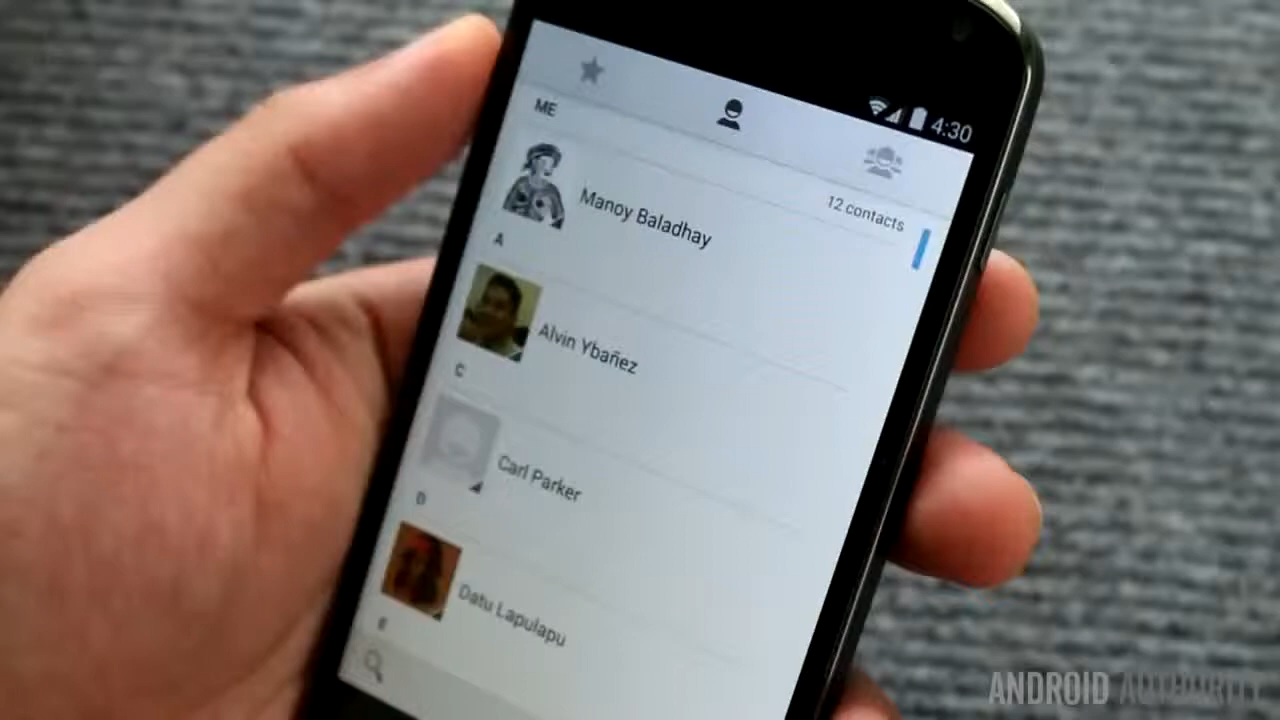 4:30
ME
12 contacts
Manoy Baladhay
A
Alvin Ybañez
C
Carl Parker
D
Datu Lapulapu
E
ANDROID AUTHORITY